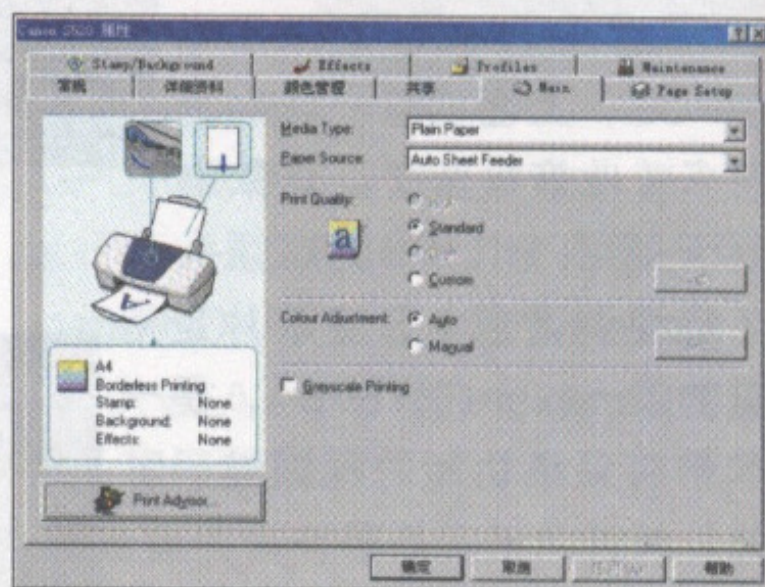 Canon S520 属性
Stamp/Background Effects Profiles Maintenance
常规 详细资料 颜色管理 共享 Main Page Setup
Media Type: Plain Paper
Paper Source: Auto Sheet Feeder
Print Quality:
Standard
Custom
Colour Adjustment: Auto
Manual
Greyscale Printing
A4
Borderless Printing
Stamp: None
Background: None
Effects: None
Print Advisor...
a
A
确定 取消 帮助